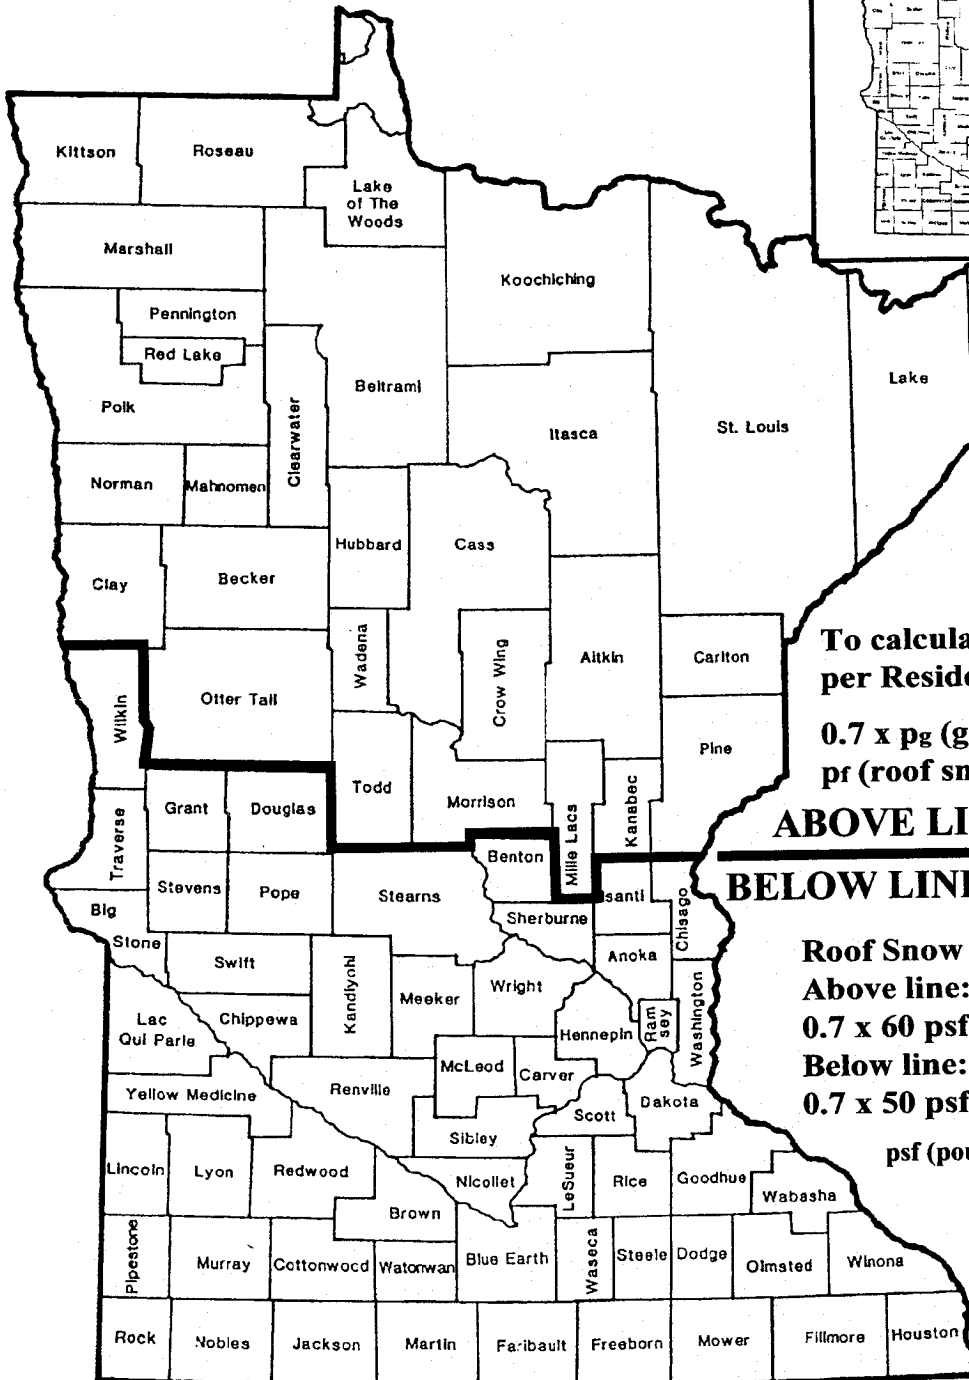 Kittson
Roseau
Lake
of The
Woods
Marshall
Koochiching
Pennington
Red Lake
Beltrami
Lake
Polk
Clearwater
Itasca
St. Louis
Norman
Mahnomen
Hubbard
Cass
Clay
Becker
Wadena
Crow Wing
Aitkin
Carlton
To calcula
per Reside
Otter Tail
Wilkin
0.7 x pg (g
pf (roof sn
Pine
Todd
Morrison
Mille Lacs
Kanabec
Grant
Douglas
Traverse
ABOVE LI
BELOW LINE
Benton
Stevens
Pope
Stearns
Isanti
Chisago
Big
Stone
Sherburne
Anoka
Swift
Kandiyohi
Meeker
Wright
Washington
Roof Snow
Above line:
0.7 x 60 psf
Below line:
0.7 x 50 psf
psf (pou
Lac
Qui Parle
Chippewa
Hennepin
Ram
sey
McLeod
Carver
Yellow Medicine
Renville
Scott
Dakota
Sibley
Lincoln
Lyon
Redwood
Nicollet
LeSueur
Rice
Goodhue
Wabasha
Brown
Pipestone
Murray
Cottonwood
Watonwan
Blue Earth
Waseca
Steele
Dodge
Olmsted
Winona
Rock
Nobles
Jackson
Martin
Faribault
Freeborn
Mower
Fillmore
Houston